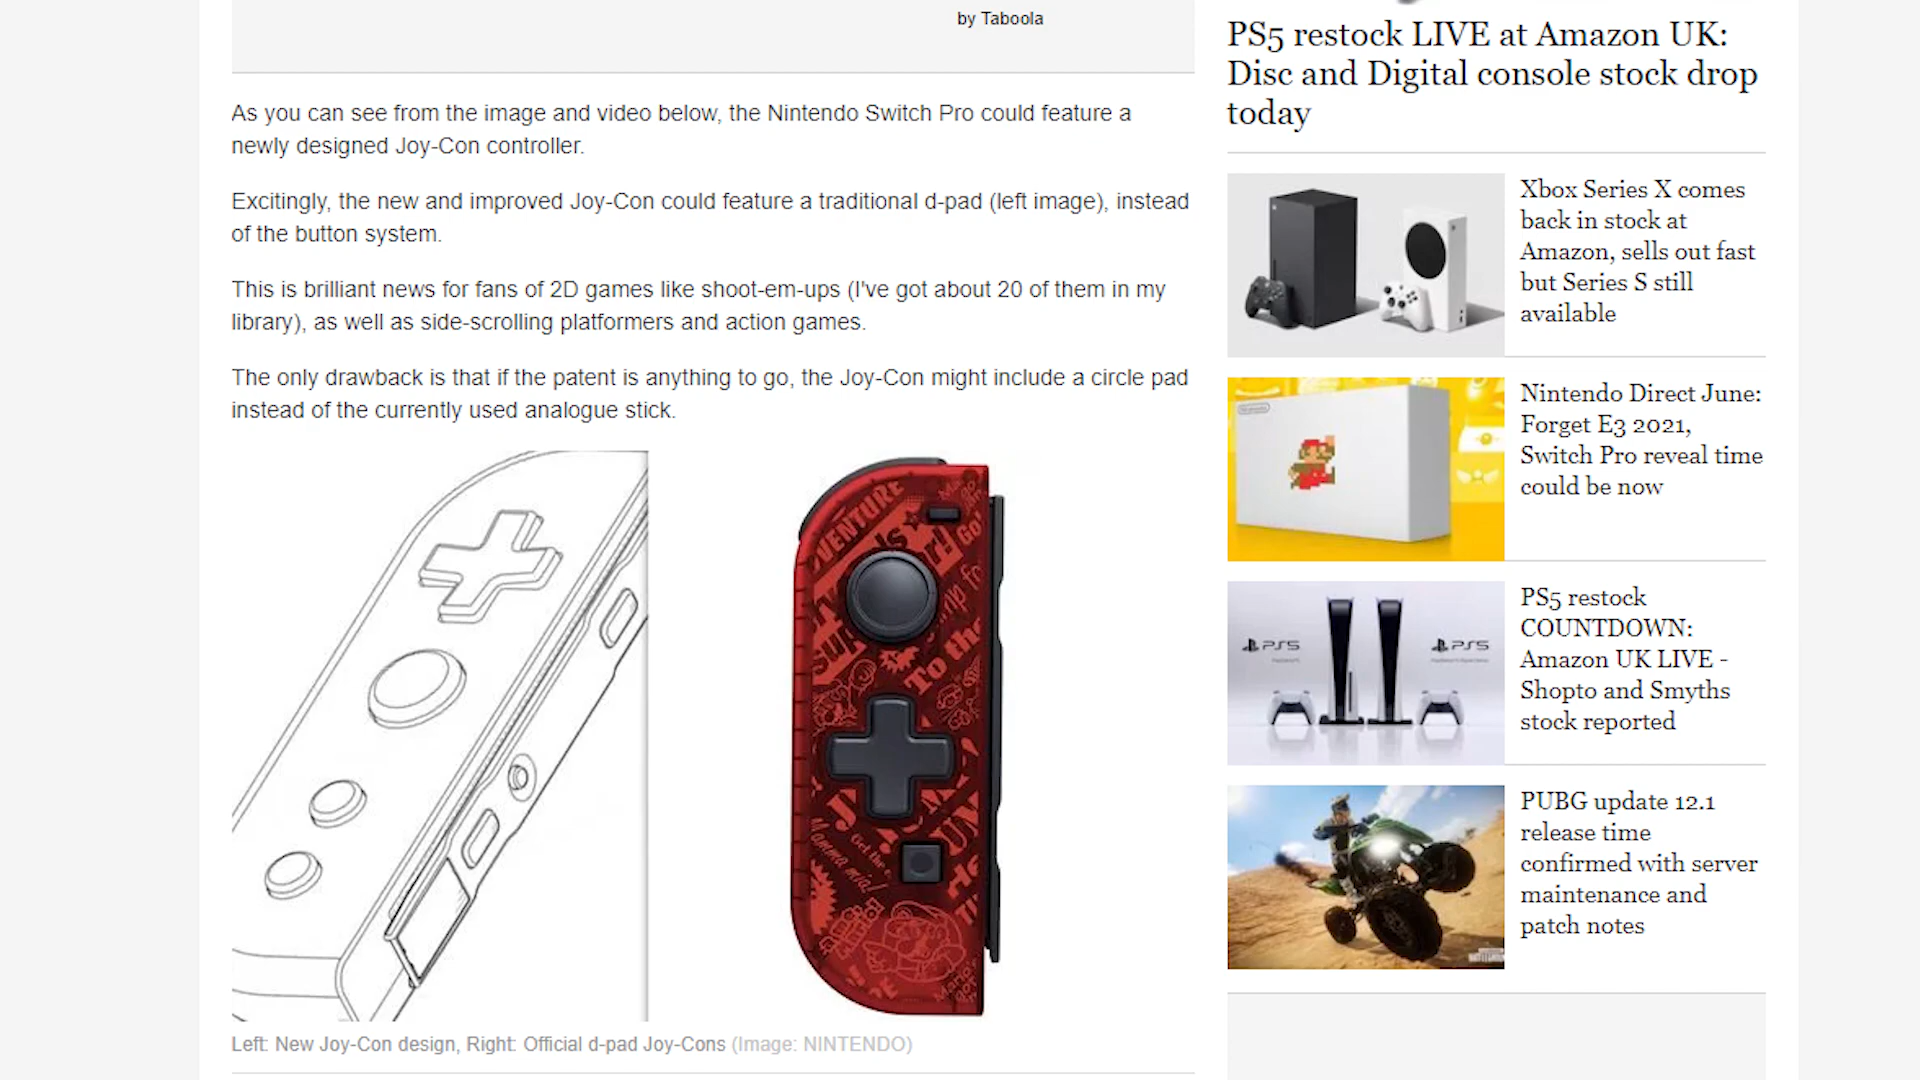 by Taboola
As you can see from the image and video below, the Nintendo Switch Pro could feature a
newly designed Joy-Con controller.
Excitingly, the new and improved Joy-Con could feature a traditional d-pad (left image), instead
of the button system.
This is brilliant news for fans of 2D games like shoot-em-ups (I've got about 20 of them in my
library), as well as side-scrolling platformers and action games.
The only drawback is that if the patent is anything to go, the Joy-Con might include a circle pad
instead of the currently used analogue stick.
VENTURE
Go!
To the
Mamma mia!
Left: New Joy-Con design, Right: Official d-pad Joy-Cons (Image: NINTENDO)
PS5 restock LIVE at Amazon UK:
Disc and Digital console stock drop
today
Xbox Series X comes
back in stock at
Amazon, sells out fast
but Series S still
available
Nintendo Direct June:
Forget E3 2021,
Switch Pro reveal time
could be now
PS5
PS5
PS5 restock
COUNTDOWN:
Amazon UK LIVE -
Shopto and Smyths
stock reported
PUBG update 12.1
release time
confirmed with server
maintenance and
patch notes